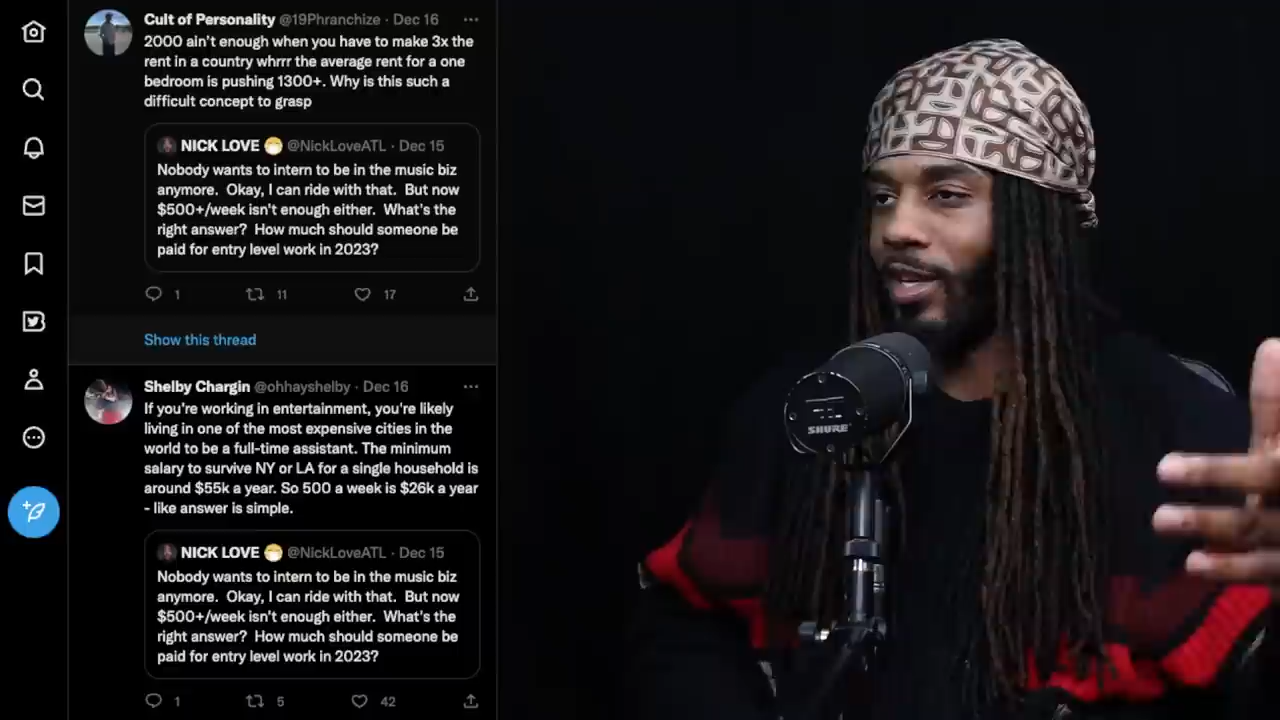 Cult of Personality @19Phranchize · Dec 16
2000 ain't enough when you have to make 3x the
rent in a country whrrr the average rent for a one
bedroom is pushing 1300+. Why is this such a
difficult concept to grasp
NICK LOVE 😷 @NickLoveATL · Dec 15
Nobody wants to intern to be in the music biz
anymore. Okay, I can ride with that. But now
$500+/week isn't enough either. What's the
right answer? How much should someone be
paid for entry level work in 2023?
1 11 17
Show this thread
Shelby Chargin @ohhayshelby · Dec 16
If you're working in entertainment, you're likely
living in one of the most expensive cities in the
world to be a full-time assistant. The minimum
salary to survive NY or LA for a single household is
around $55k a year. So 500 a week is $26k a year
- like answer is simple.
NICK LOVE 😷 @NickLoveATL · Dec 15
Nobody wants to intern to be in the music biz
anymore. Okay, I can ride with that. But now
$500+/week isn't enough either. What's the
right answer? How much should someone be
paid for entry level work in 2023?
1 5 42
SHURE